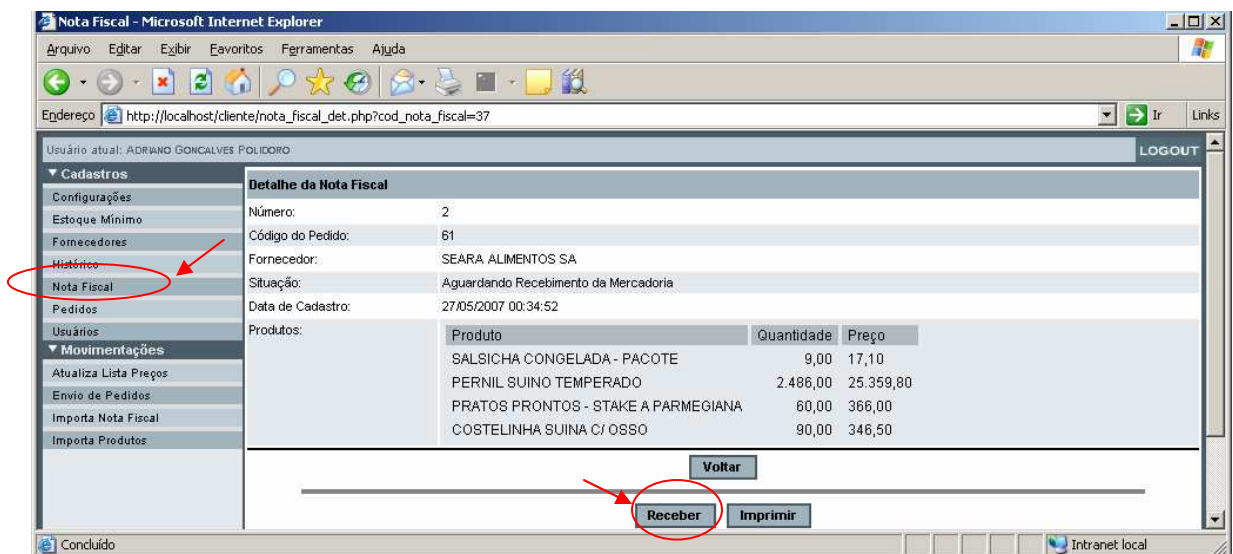 Nota Fiscal - Microsoft Internet Explorer
Arquivo Editar Exibir Favoritos Ferramentas Ajuda
Endereço http://localhost/cliente/nota_fiscal_det.php?cod_nota_fiscal=37 Ir Links
Usuário atual: ADRIANO GONCALVES POLIDORO LOGOUT
Cadastros
Configurações
Estoque Mínimo
Fornecedores
Histórico
Nota Fiscal
Pedidos
Usuários
Movimentações
Atualiza Lista Preços
Envio de Pedidos
Importa Nota Fiscal
Importa Produtos
Detalhe da Nota Fiscal
Número: 2
Código do Pedido: 61
Fornecedor: SEARA ALIMENTOS SA
Situação: Aguardando Recebimento da Mercadoria
Data de Cadastro: 27/05/2007 00:34:52
Produtos:
Produto Quantidade Preço
SALSICHA CONGELADA - PACOTE 9,00 17,10
PERNIL SUINO TEMPERADO 2.486,00 25.359,80
PRATOS PRONTOS - STAKE A PARMEGIANA 60,00 366,00
COSTELINHA SUINA C/ OSSO 90,00 346,50
Voltar
Receber Imprimir
Concluído Intranet local